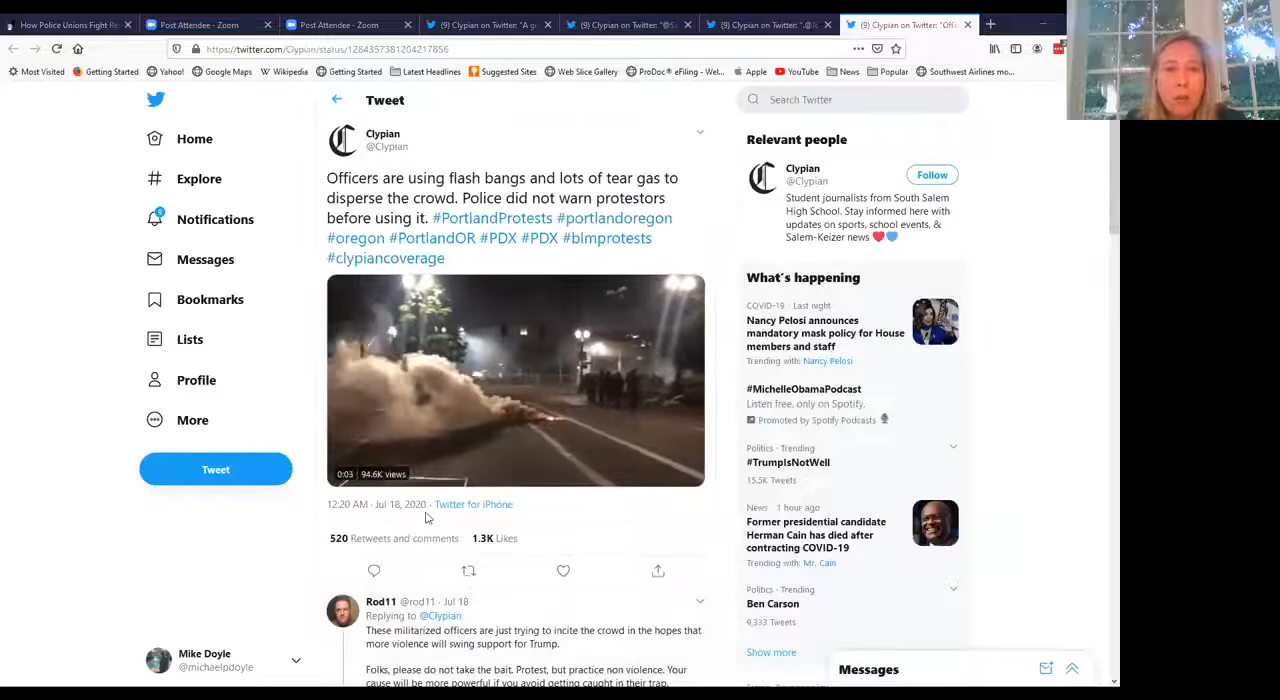 How Police Unions Fight Re
Post Attendee - Zoom
Post Attendee - Zoom
(9) Clypian on Twitter: "A g
(9) Clypian on Twitter: "@S
(9) Clypian on Twitter: ".@J
(9) Clypian on Twitter: "Offi
https://twitter.com/Clypian/status/1284357381204217856
Most Visited
Getting Started
Yahoo!
Google Maps
Wikipedia
Getting Started
Latest Headlines
Suggested Sites
Web Slice Gallery
ProDoc® eFiling - Wel...
Apple
YouTube
News
Popular
Southwest Airlines mo...
Home
Explore
Notifications
Messages
Bookmarks
Lists
Profile
More
Tweet
Mike Doyle
@michaelpdoyle
Tweet
Clypian
@Clypian
Officers are using flash bangs and lots of tear gas to
disperse the crowd. Police did not warn protestors
before using it. #PortlandProtests #portlandoregon
#oregon #PortlandOR #PDX #PDX #blmprotests
#clypiancoverage
0:03 94.6K views
12:20 AM · Jul 18, 2020 · Twitter for iPhone
520 Retweets and comments 1.3K Likes
Rod11 @rod11 · Jul 18
Replying to @Clypian
These militarized officers are just trying to incite the crowd in the hopes that
more violence will swing support for Trump.
Folks, please do not take the bait. Protest, but practice non violence. Your
cause will be more powerful if you avoid getting caught in their trap.
Search Twitter
Relevant people
Clypian
@Clypian
Follow
Student journalists from South Salem
High School. Stay informed here with
updates on sports, school events, &
Salem-Keizer news ❤️💙
What's happening
COVID-19 · Last night
Nancy Pelosi announces
mandatory mask policy for House
members and staff
Trending with: Nancy Pelosi
#MichelleObamaPodcast
Listen free, only on Spotify.
Promoted by Spotify Podcasts
Politics · Trending
#TrumpIsNotWell
15.5K Tweets
News · 1 hour ago
Former presidential candidate
Herman Cain has died after
contracting COVID-19
Trending with: Mr. Cain
Politics · Trending
Ben Carson
9,333 Tweets
Show more
Messages